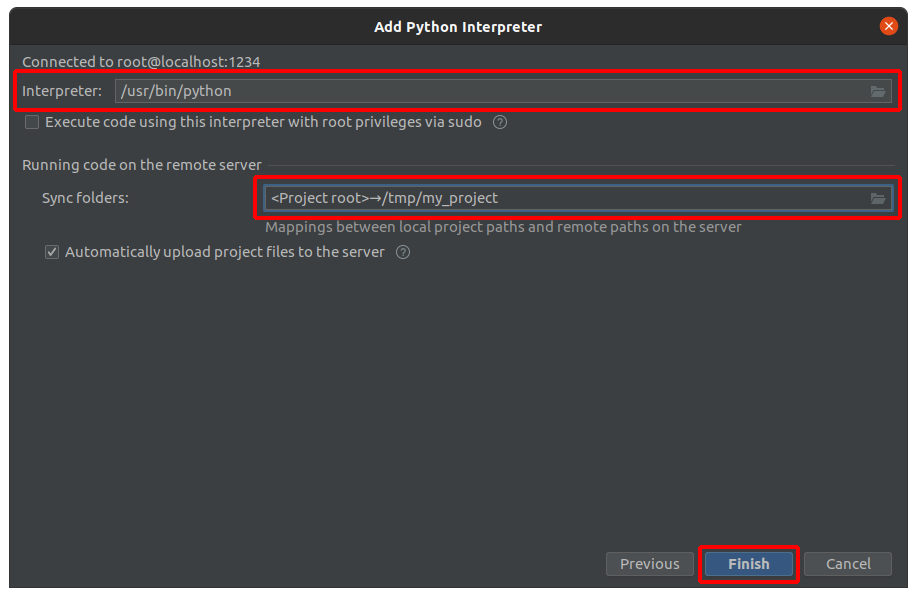 Add Python Interpreter
Connected to root@localhost:1234
Interpreter: /usr/bin/python
Execute code using this interpreter with root privileges via sudo ?
Running code on the remote server
Sync folders: <Project root>→/tmp/my_project
Mappings between local project paths and remote paths on the server
Automatically upload project files to the server ?
Previous Finish Cancel